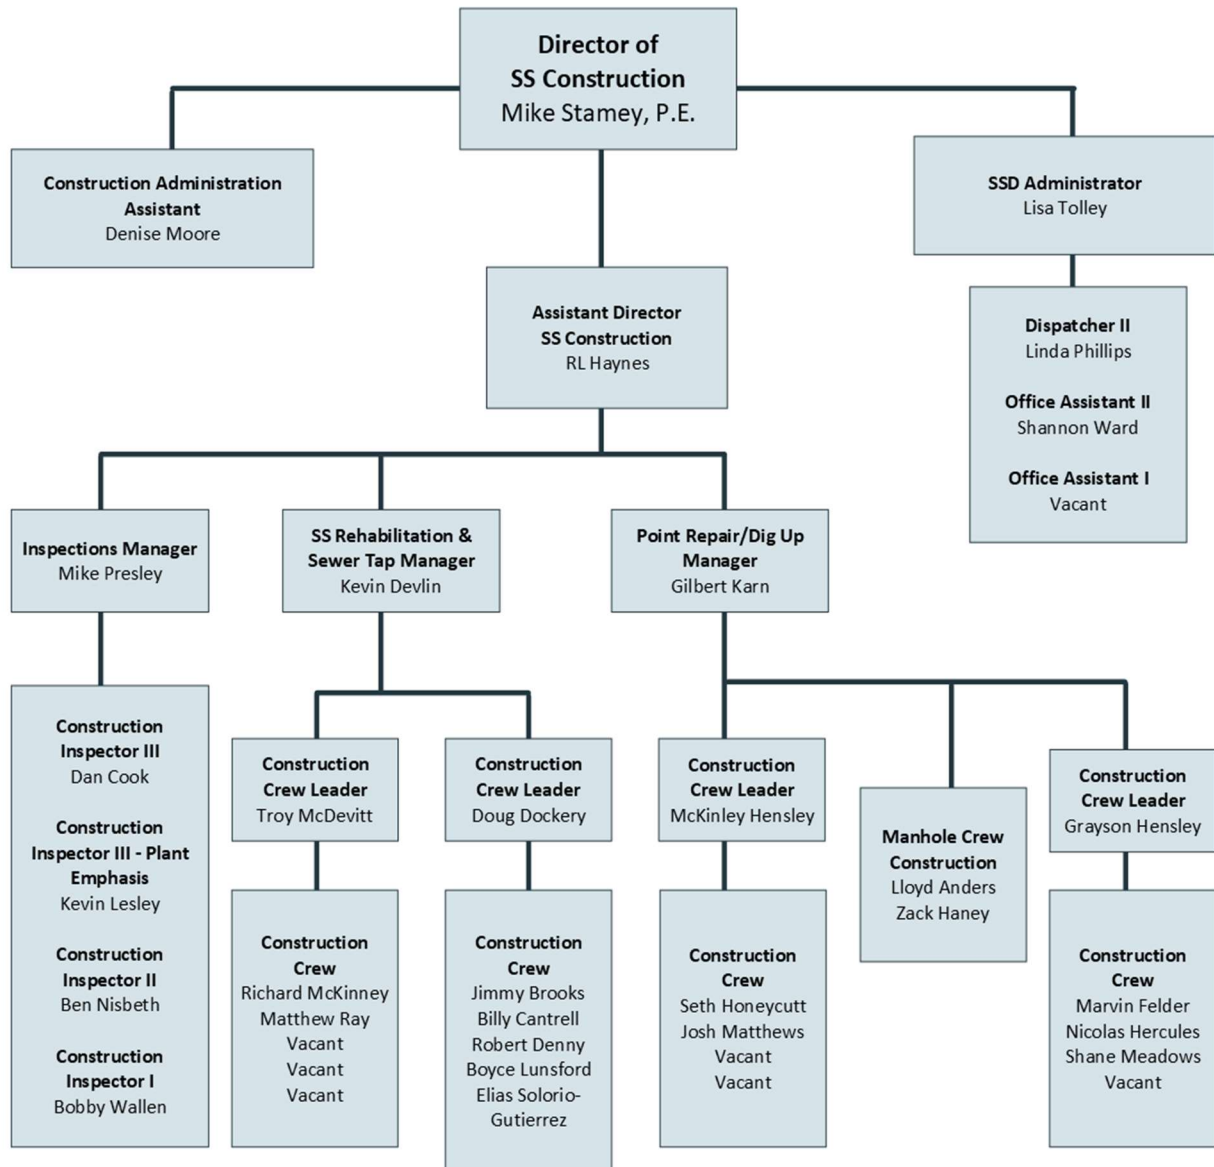 Director of
SS Construction
Mike Stamey, P.E.
Construction Administration
Assistant
Denise Moore
SSD Administrator
Lisa Tolley
Assistant Director
SS Construction
RL Haynes
Dispatcher II
Linda Phillips
Office Assistant II
Shannon Ward
Office Assistant I
Vacant
Inspections Manager
Mike Presley
SS Rehabilitation &
Sewer Tap Manager
Kevin Devlin
Point Repair/Dig Up
Manager
Gilbert Karn
Construction
Inspector III
Dan Cook
Construction
Inspector III - Plant
Emphasis
Kevin Lesley
Construction
Inspector II
Ben Nisbeth
Construction
Inspector I
Bobby Wallen
Construction
Crew Leader
Troy McDevitt
Construction
Crew
Richard McKinney
Matthew Ray
Vacant
Vacant
Vacant
Construction
Crew Leader
Doug Dockery
Construction
Crew
Jimmy Brooks
Billy Cantrell
Robert Denny
Boyce Lunsford
Elias Solorio-
Gutierrez
Construction
Crew Leader
McKinley Hensley
Construction
Crew
Seth Honeycutt
Josh Matthews
Vacant
Vacant
Manhole Crew
Construction
Lloyd Anders
Zack Haney
Construction
Crew Leader
Grayson Hensley
Construction
Crew
Marvin Felder
Nicolas Hercules
Shane Meadows
Vacant